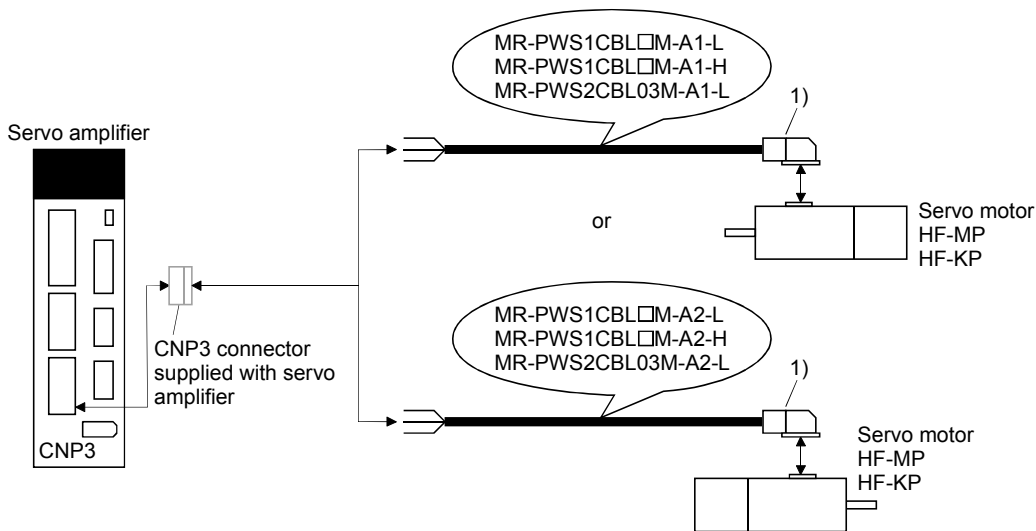 MR-PWS1CBL□M-A1-L
MR-PWS1CBL□M-A1-H
MR-PWS2CBL03M-A1-L
1)
Servo amplifier
Servo motor
HF-MP
HF-KP
or
CNP3 connector
supplied with servo
amplifier
CNP3
MR-PWS1CBL□M-A2-L
MR-PWS1CBL□M-A2-H
MR-PWS2CBL03M-A2-L
1)
Servo motor
HF-MP
HF-KP